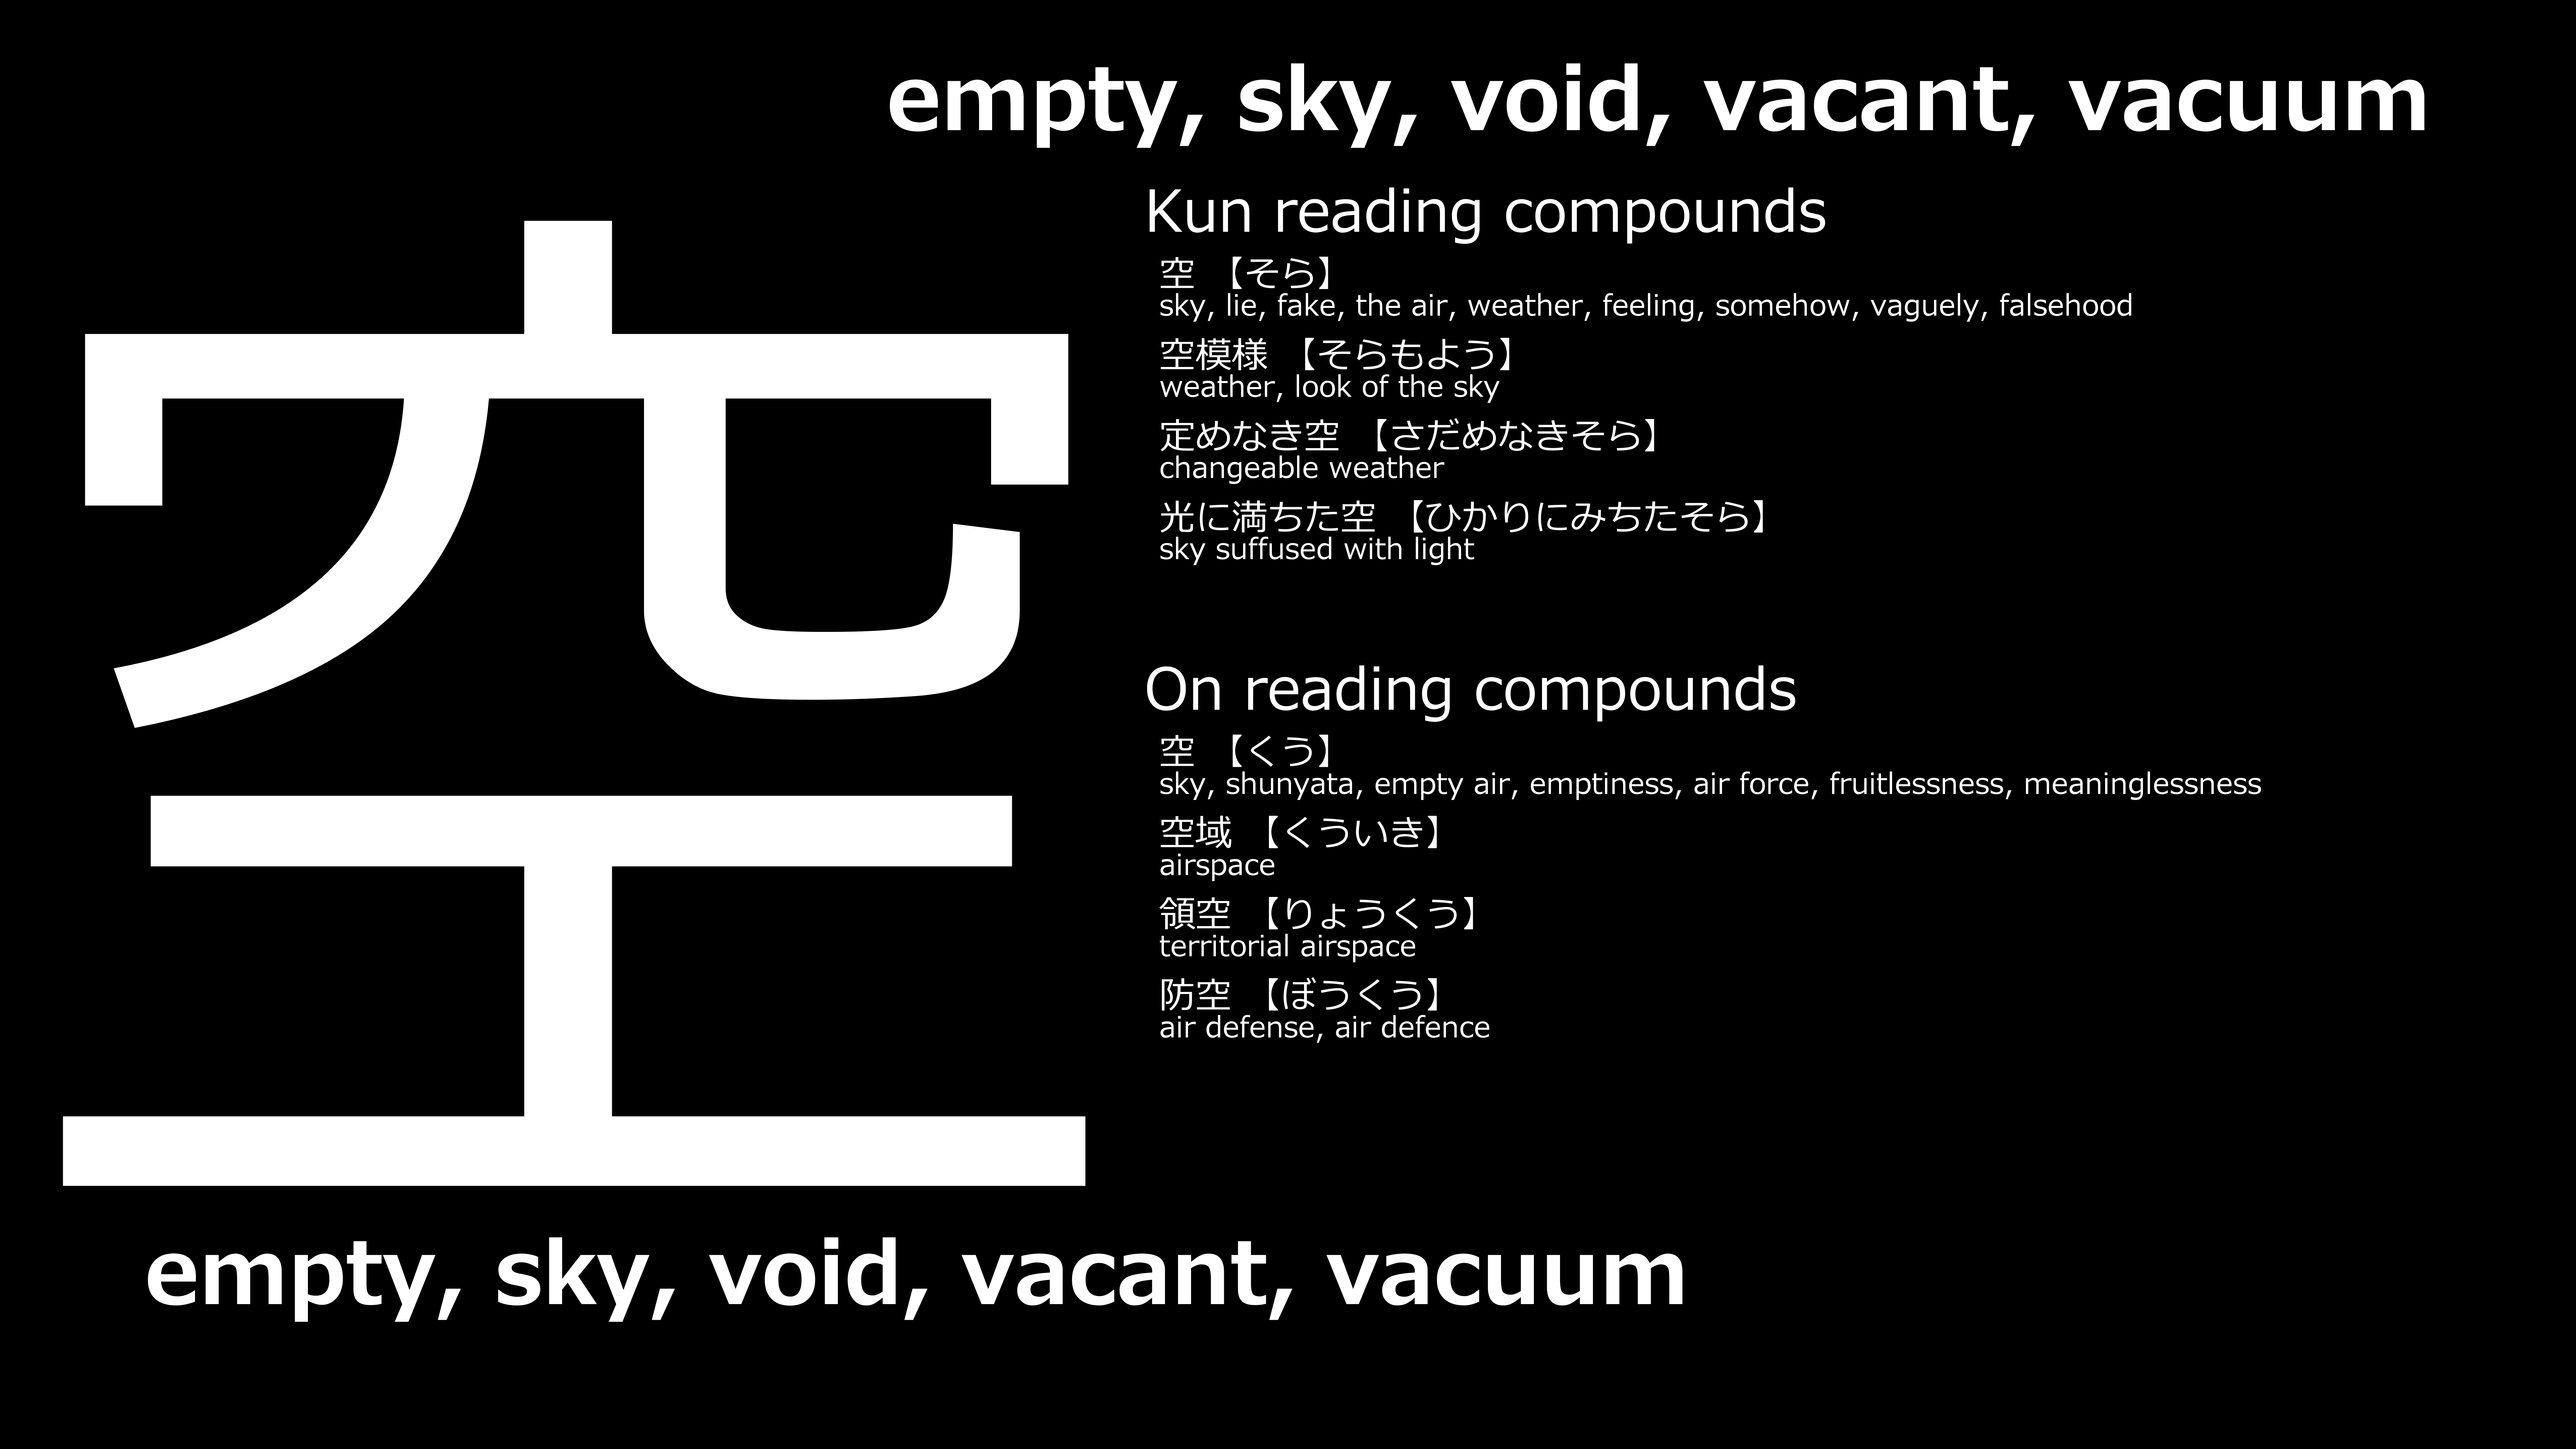 empty, sky, void, vacant, vacuum
空
Kun reading compounds
空 【そら】
sky, lie, fake, the air, weather, feeling, somehow, vaguely, falsehood
空模様 【そらもよう】
weather, look of the sky
定めなき空 【さだめなきそら】
changeable weather
光に満ちた空 【ひかりにみちたそら】
sky suffused with light
On reading compounds
空 【くう】
sky, shunyata, empty air, emptiness, air force, fruitlessness, meaninglessness
空域 【くういき】
airspace
領空 【りょうくう】
territorial airspace
防空 【ぼうくう】
air defense, air defence
empty, sky, void, vacant, vacuum